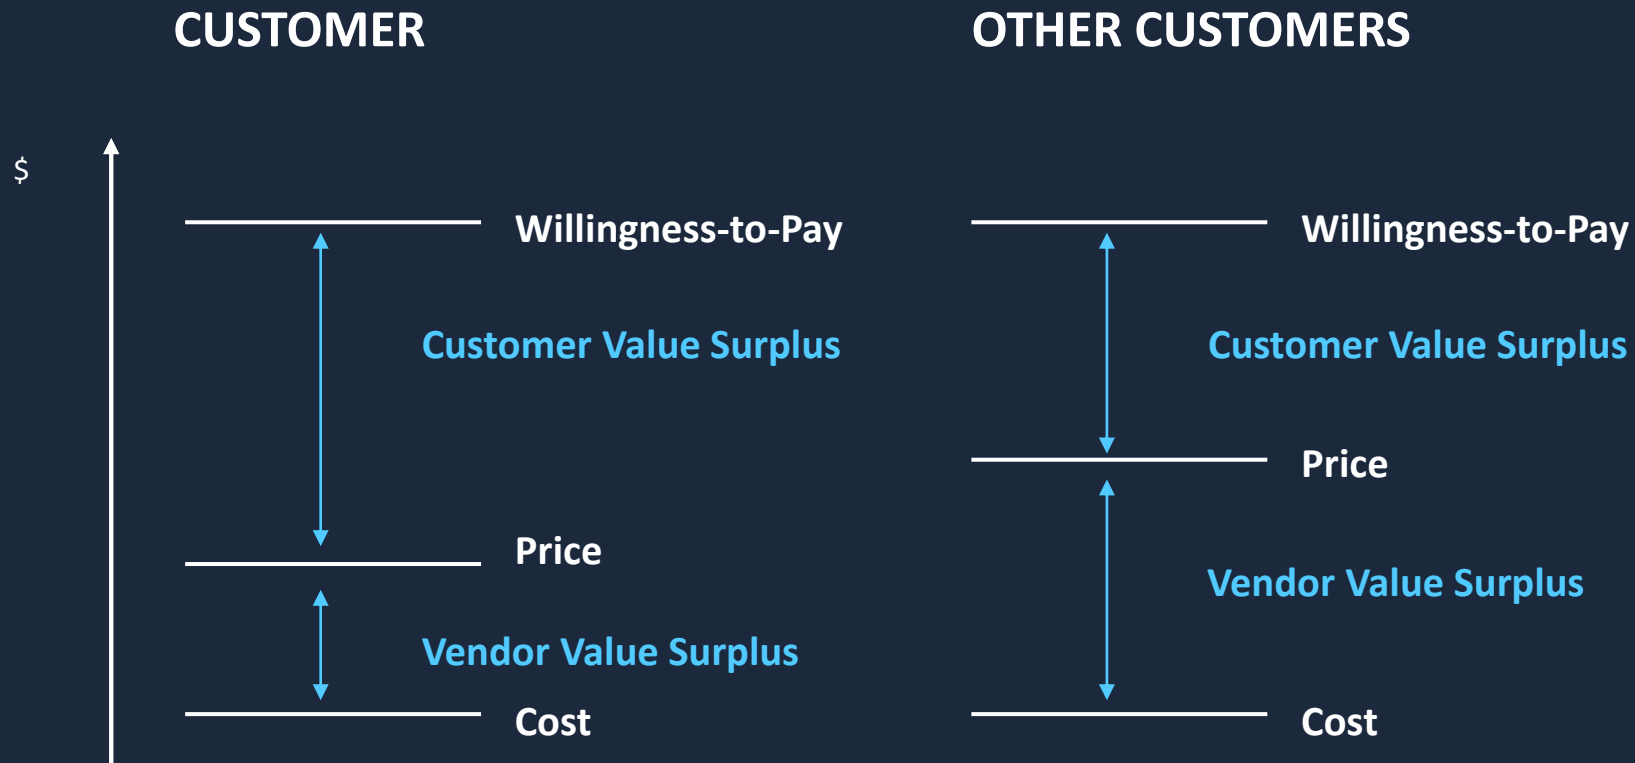 CUSTOMER
OTHER CUSTOMERS
$
Willingness-to-Pay
Customer Value Surplus
Price
Vendor Value Surplus
Cost
Willingness-to-Pay
Customer Value Surplus
Price
Vendor Value Surplus
Cost